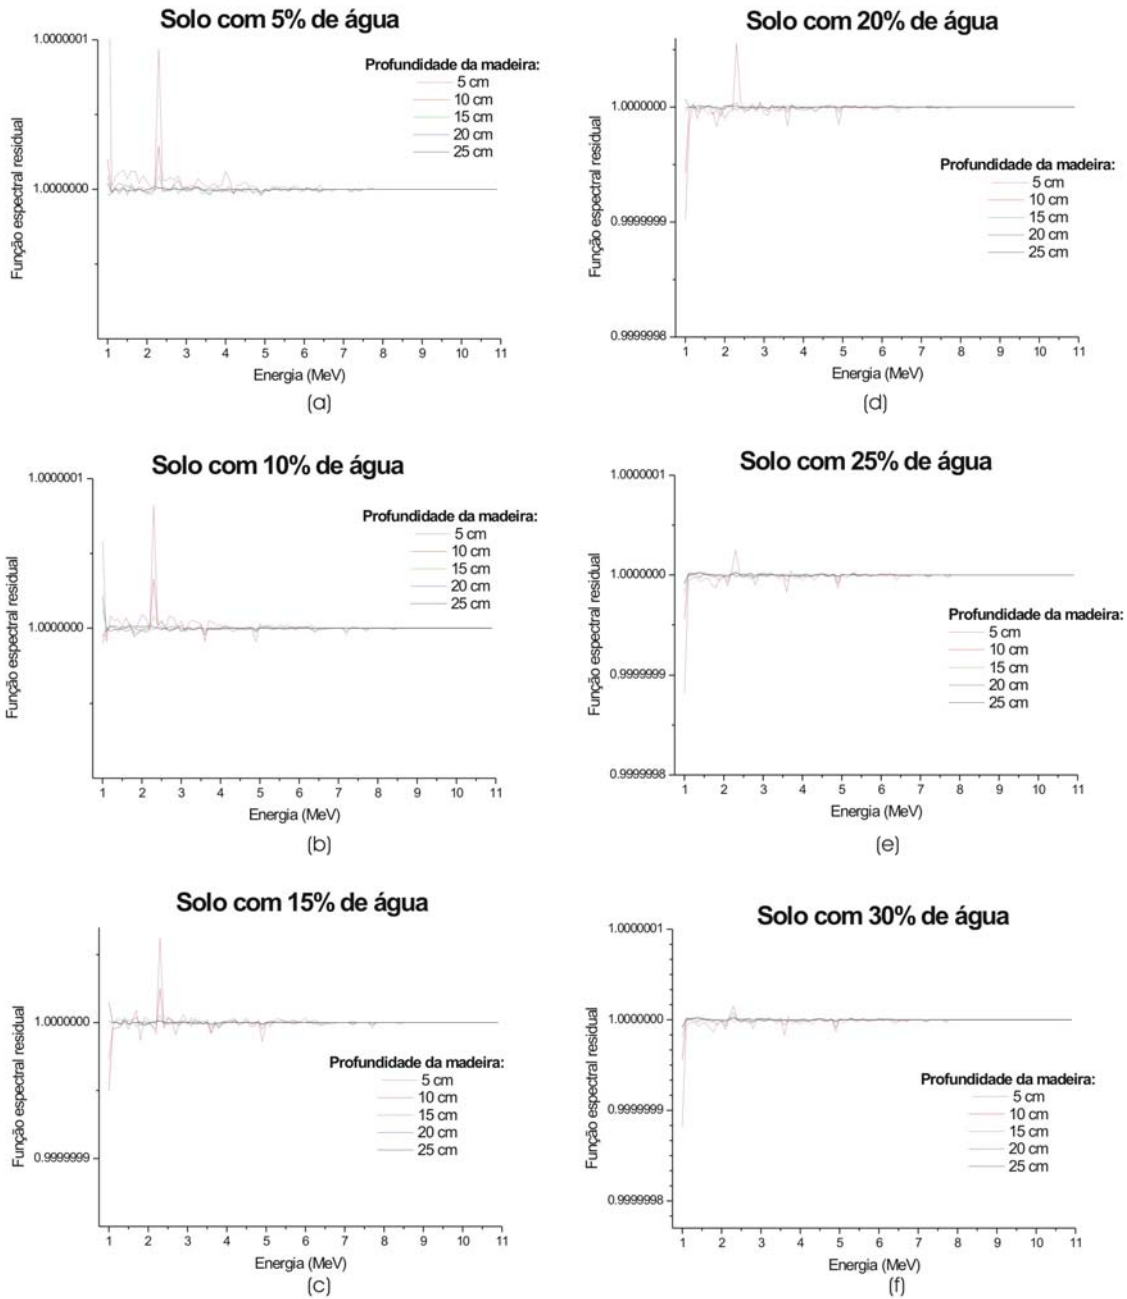 Solo com 5% de água
1.0000001
1.0000000
Função espectral residual
Profundidade da madeira:
5 cm
10 cm
15 cm
20 cm
25 cm
1 2 3 4 5 6 7 8 9 10 11
Energia (MeV)
(a)
Solo com 20% de água
1.0000000
0.9999999
0.9999998
Função espectral residual
Profundidade da madeira:
5 cm
10 cm
15 cm
20 cm
25 cm
1 2 3 4 5 6 7 8 9 10 11
Energia (MeV)
(d)
Solo com 10% de água
1.0000001
1.0000000
Função espectral residual
Profundidade da madeira:
5 cm
10 cm
15 cm
20 cm
25 cm
1 2 3 4 5 6 7 8 9 10 11
Energia (MeV)
(b)
Solo com 25% de água
1.0000001
1.0000000
0.9999999
0.9999998
Função espectral residual
Profundidade da madeira:
5 cm
10 cm
15 cm
20 cm
25 cm
1 2 3 4 5 6 7 8 9 10 11
Energia (MeV)
(e)
Solo com 15% de água
1.0000000
0.9999999
Função espectral residual
Profundidade da madeira:
5 cm
10 cm
15 cm
20 cm
25 cm
1 2 3 4 5 6 7 8 9 10 11
Energia (MeV)
(c)
Solo com 30% de água
1.0000001
1.0000000
0.9999999
0.9999998
Função espectral residual
Profundidade da madeira:
5 cm
10 cm
15 cm
20 cm
25 cm
1 2 3 4 5 6 7 8 9 10 11
Energia (MeV)
(f)